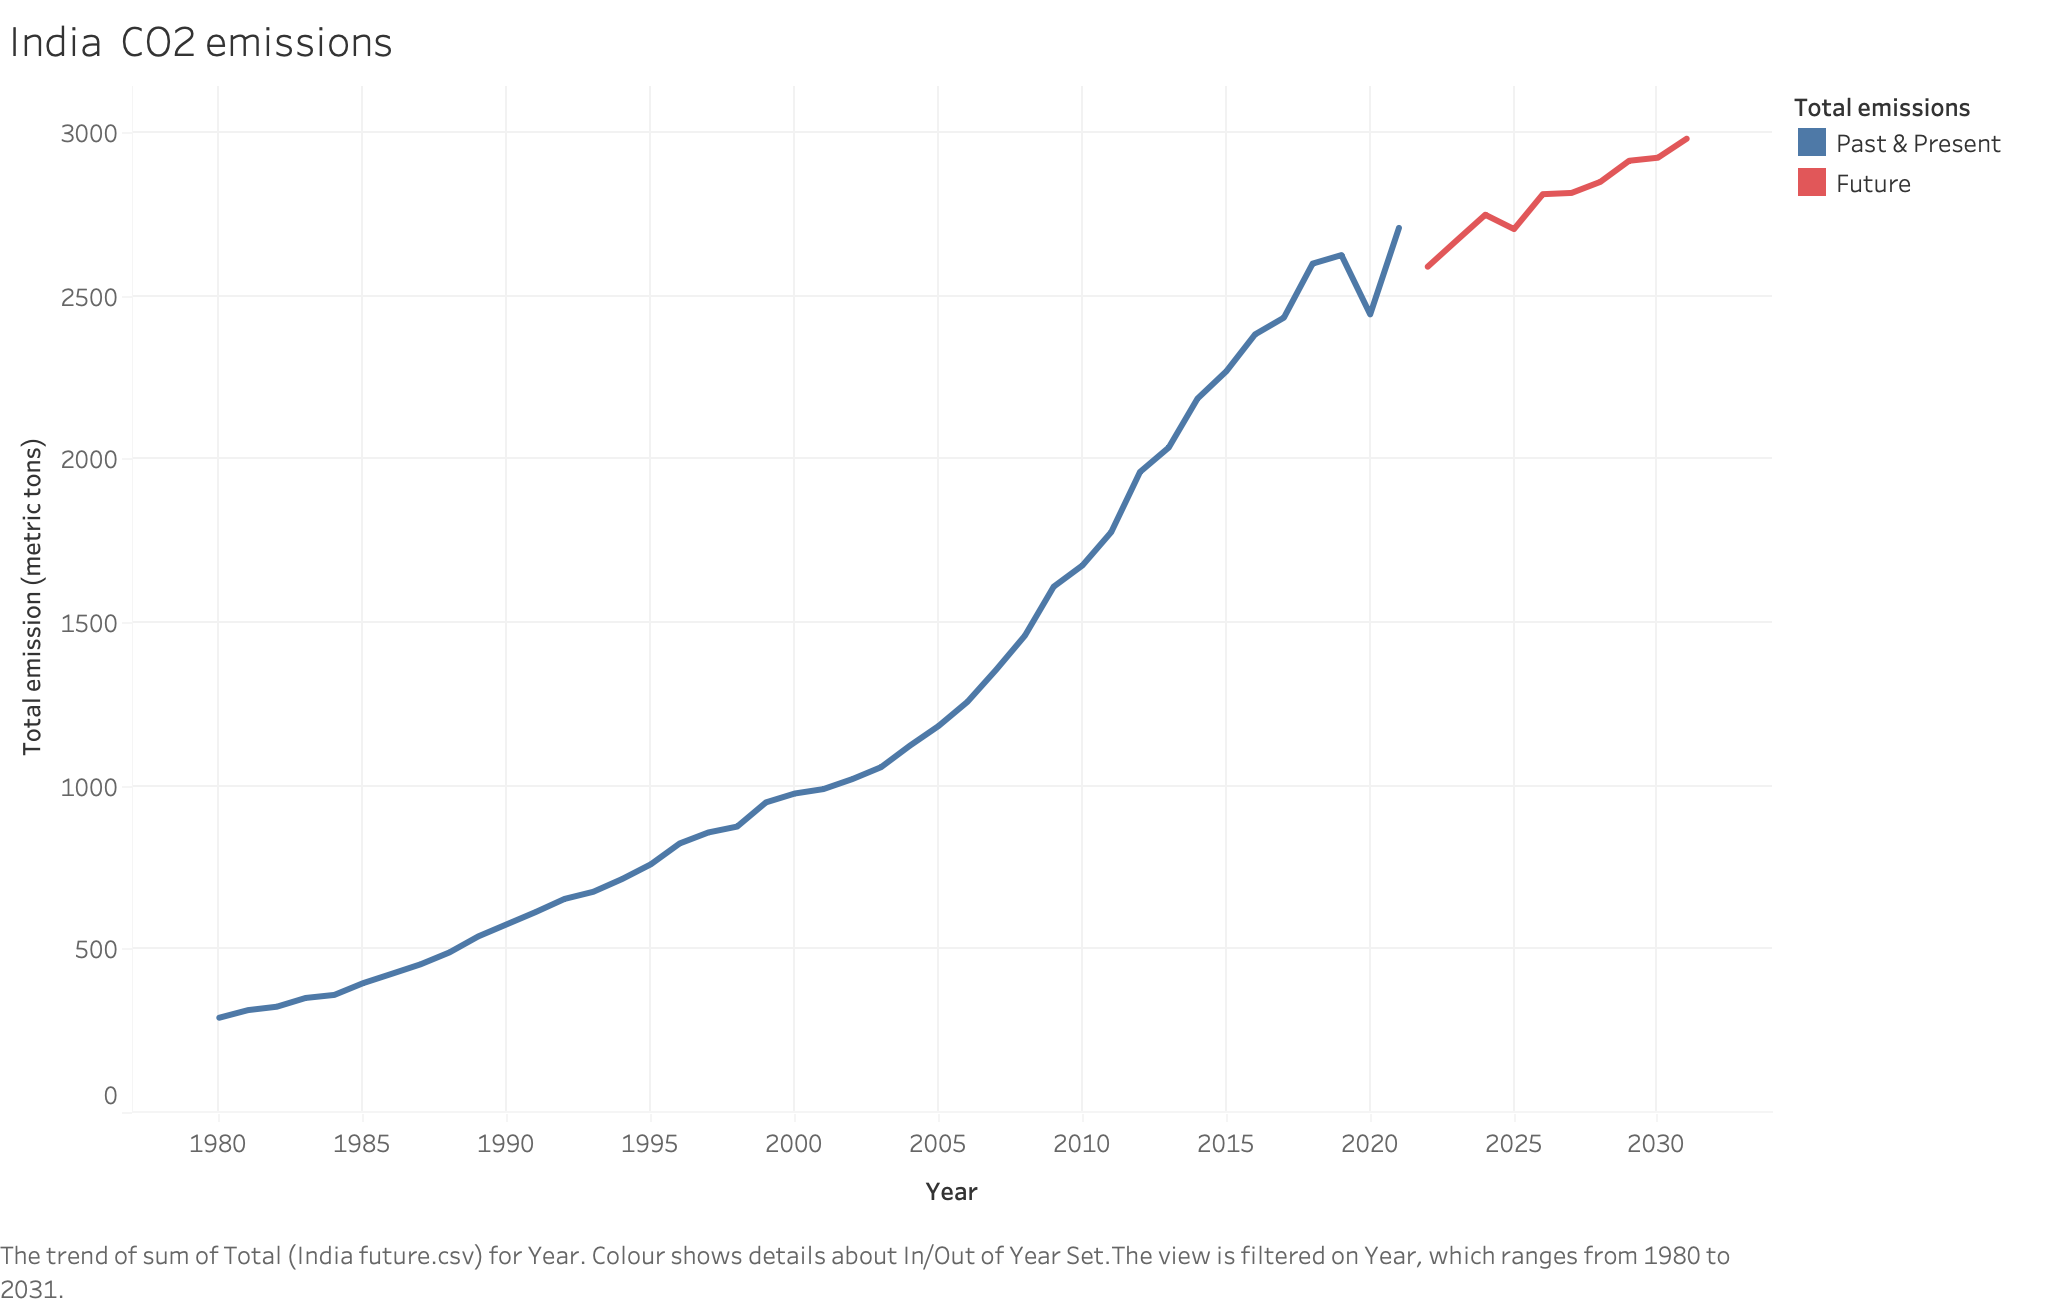 India CO2 emissions
Total emissions
Past & Present
Future
3000
2500
2000
1500
1000
500
0
Total emission (metric tons)
1980 1985 1990 1995 2000 2005 2010 2015 2020 2025 2030
Year
The trend of sum of Total (India future.csv) for Year. Colour shows details about In/Out of Year Set.The view is filtered on Year, which ranges from 1980 to
2031.